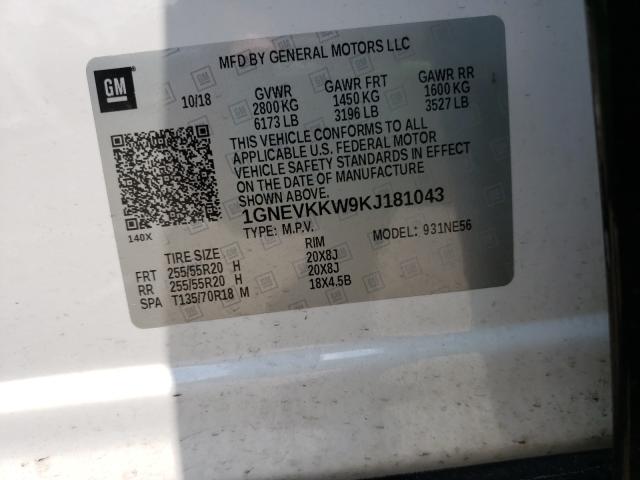 MFD BY GENERAL MOTORS LLC
GM
10/18
GVWR GAWR FRT GAWR RR
2800 KG 1450 KG 1600 KG
6173 LB 3196 LB 3527 LB
THIS VEHICLE CONFORMS TO ALL
APPLICABLE U.S. FEDERAL MOTOR
VEHICLE SAFETY STANDARDS IN EFFECT
ON THE DATE OF MANUFACTURE
SHOWN ABOVE.
1GNEVKKW9KJ181043
140X
TYPE: M.P.V. MODEL: 931NE56
TIRE SIZE RIM
FRT 255/55R20 H 20X8J
RR 255/55R20 H 20X8J
SPA T135/70R18 M 18X4.5B